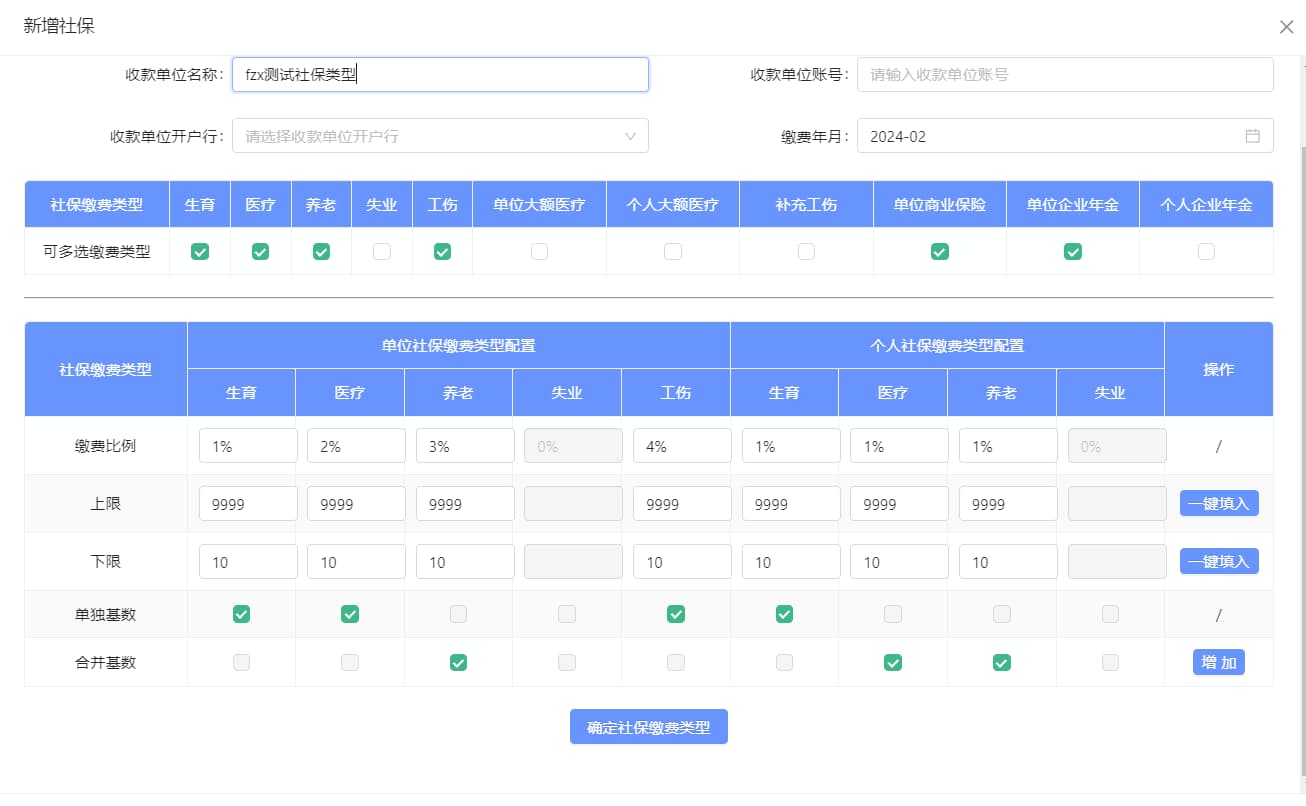 新增社保
收款单位名称: fzx测试社保类型 收款单位账号: 请输入收款单位账号
收款单位开户行: 请选择收款单位开户行 缴费年月: 2024-02
社保缴费类型 生育 医疗 养老 失业 工伤 单位大额医疗 个人大额医疗 补充工伤 单位商业保险 单位企业年金 个人企业年金
可多选缴费类型
社保缴费类型 单位社保缴费类型配置 个人社保缴费类型配置 操作
生育 医疗 养老 失业 工伤 生育 医疗 养老 失业
缴费比例 1% 2% 3% 0% 4% 1% 1% 1% 0% /
上限 9999 9999 9999 9999 9999 9999 9999 一键填入
下限 10 10 10 10 10 10 10 一键填入
单独基数 /
合并基数 增 加
确定社保缴费类型